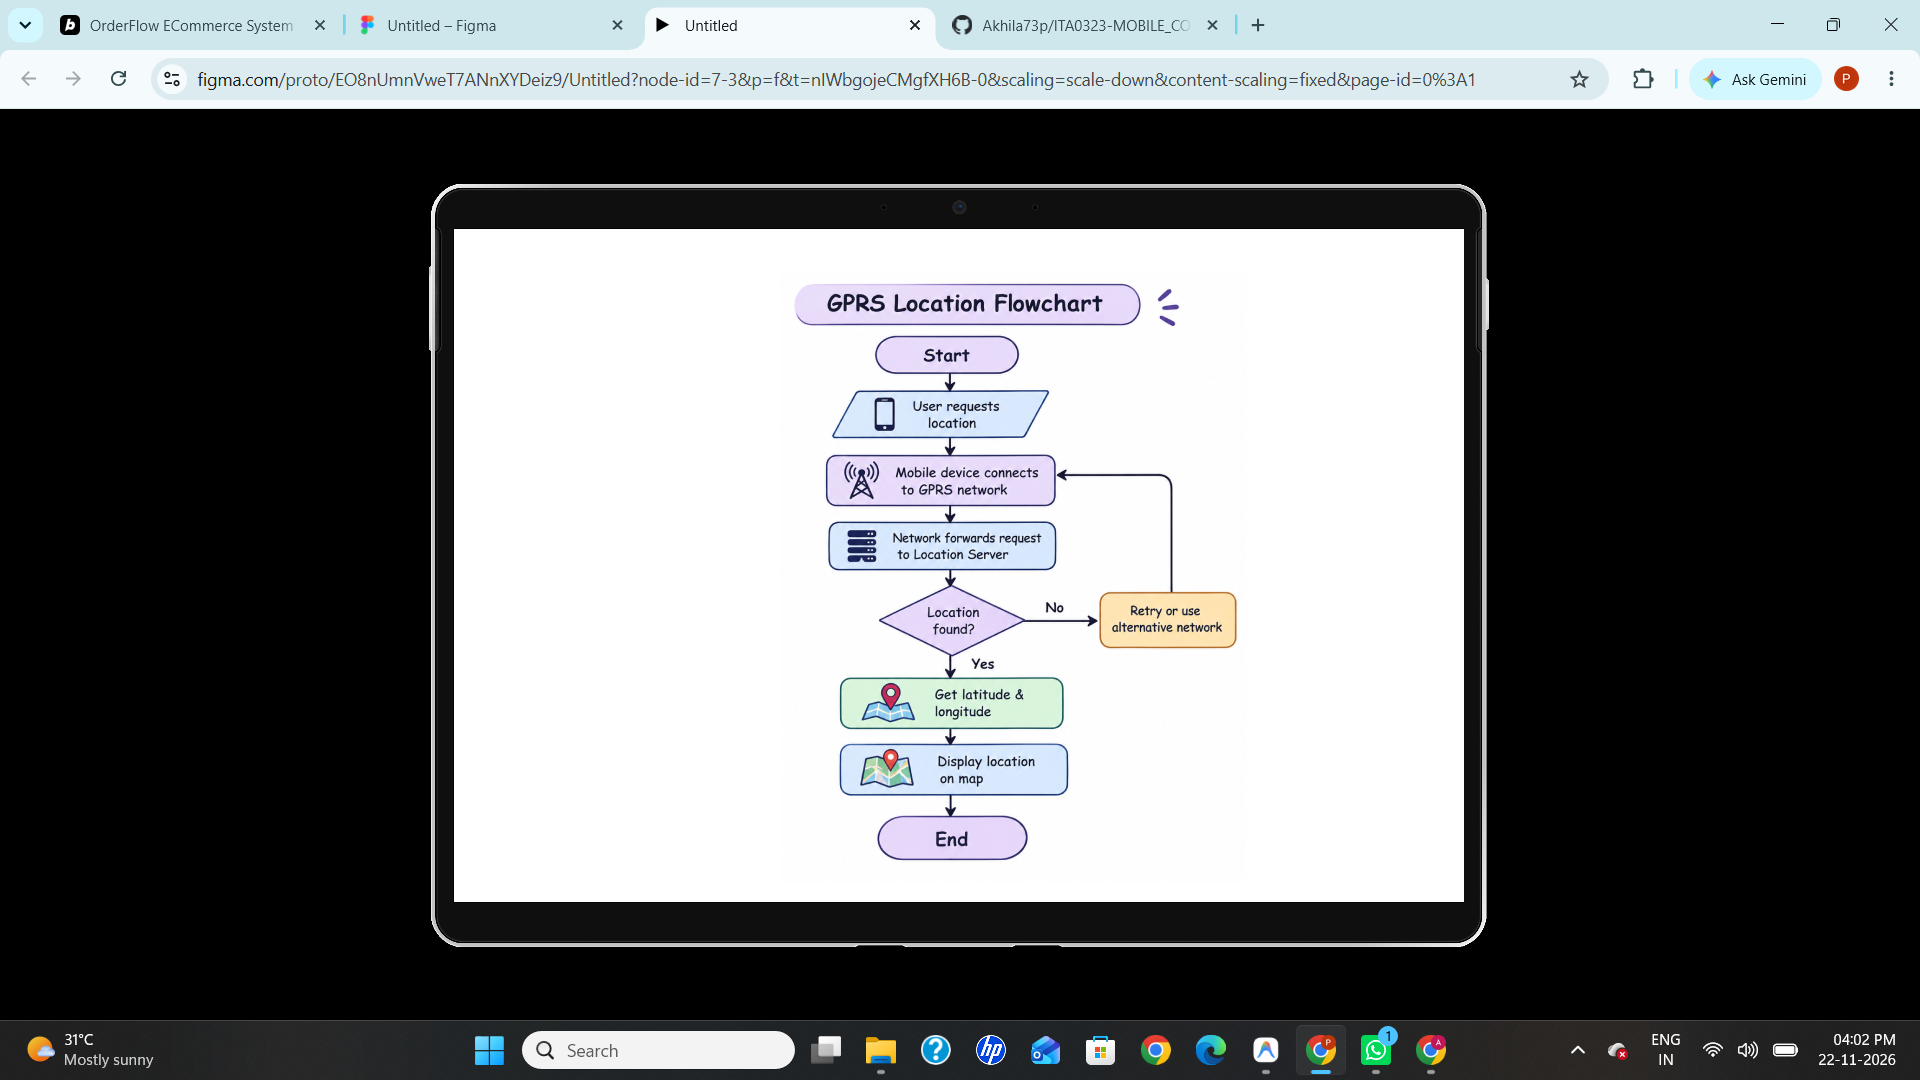 OrderFlow ECommerce System
Untitled – Figma
Untitled
Akhila73p/ITA0323-MOBILE_CO
figma.com/proto/EO8nUmnVweT7ANnXYDeiz9/Untitled?node-id=7-3&p=f&t=nIWbgojeCMgfXH6B-0&scaling=scale-down&content-scaling=fixed&page-id=0%3A1
Ask Gemini
P
GPRS Location Flowchart
Start
User requests
location
Mobile device connects
to GPRS network
Network forwards request
to Location Server
Location
found?
No
Retry or use
alternative network
Yes
Get latitude &
longitude
Display location
on map
End
31°C
Mostly sunny
Search
1
ENG
IN
04:02 PM
22-11-2026